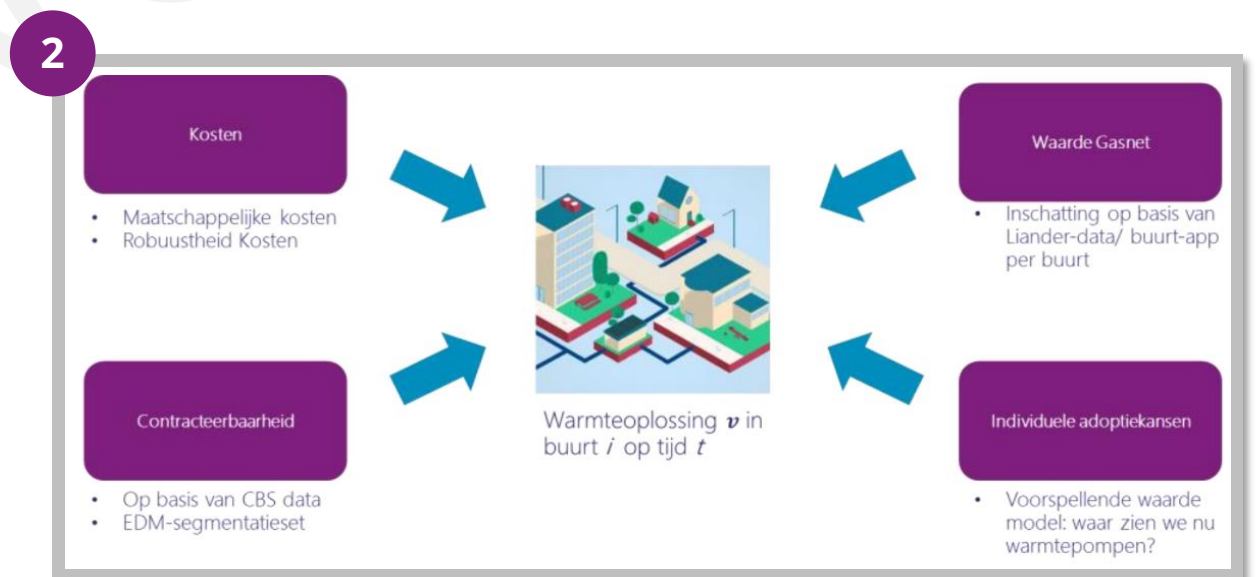 2
Kosten
• Maatschappelijke kosten
• Robuustheid Kosten
Contracteerbaarheid
• Op basis van CBS data
• EDM-segmentatieset
Warmteoplossing v in
buurt i op tijd t
Waarde Gasnet
• Inschatting op basis van
Liander-data/ buurt-app
per buurt
Individuele adoptiekansen
• Voorspellende waarde
model: waar zien we nu
warmtepompen?